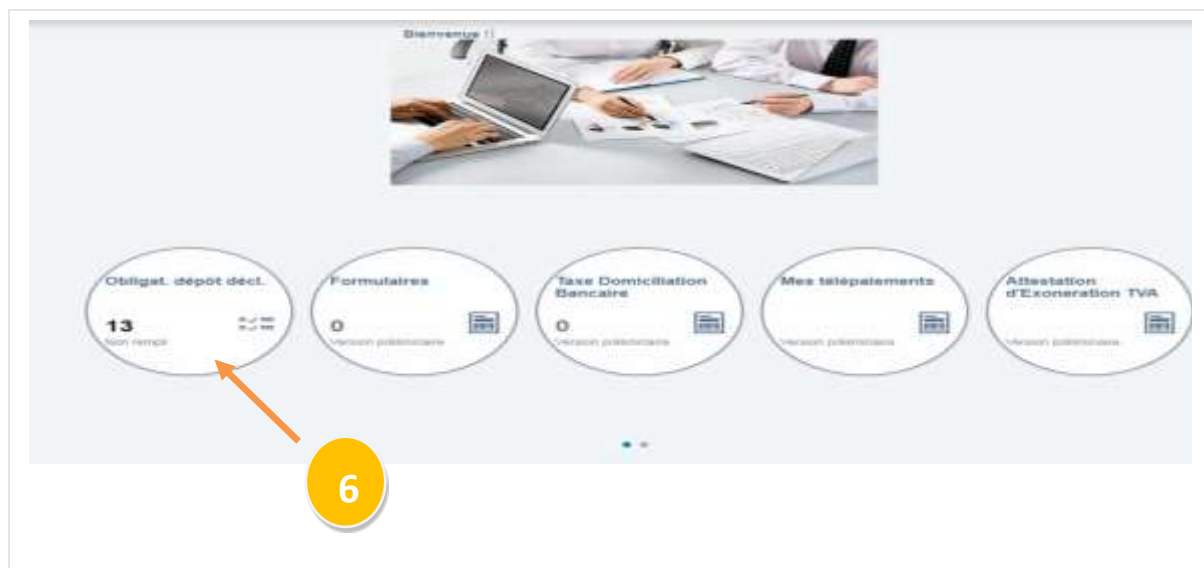 Bienvenue !!
Obligat. dépôt décl.
13
Non rempli
Formulaires
0
Version préliminaire
Taxe Domiciliation
Bancaire
0
Version préliminaire
Mes télépaiements
Version préliminaire
Attestation
d'Exoneration TVA
Version préliminaire
6